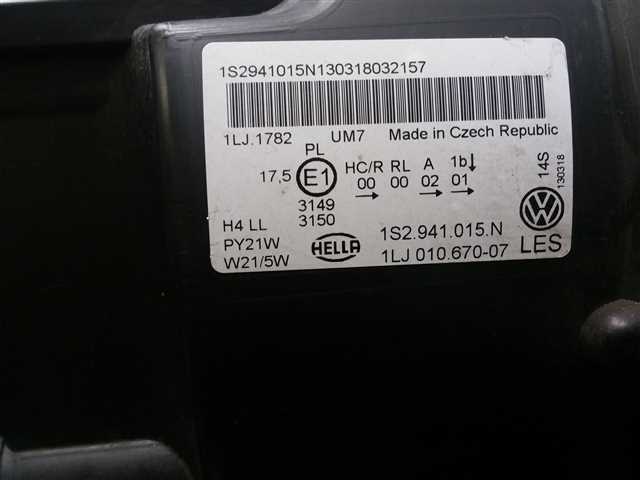 1S2941015N130318032157
1LJ.1782 UM7 Made in Czech Republic
PL
HC/R RL A 1b
17,5 E1 00 00 02 01
3149
3150
H4 LL
PY21W
W21/5W
HELLA
1S2.941.015.N
1LJ 010.670-07
14S
130318
LES